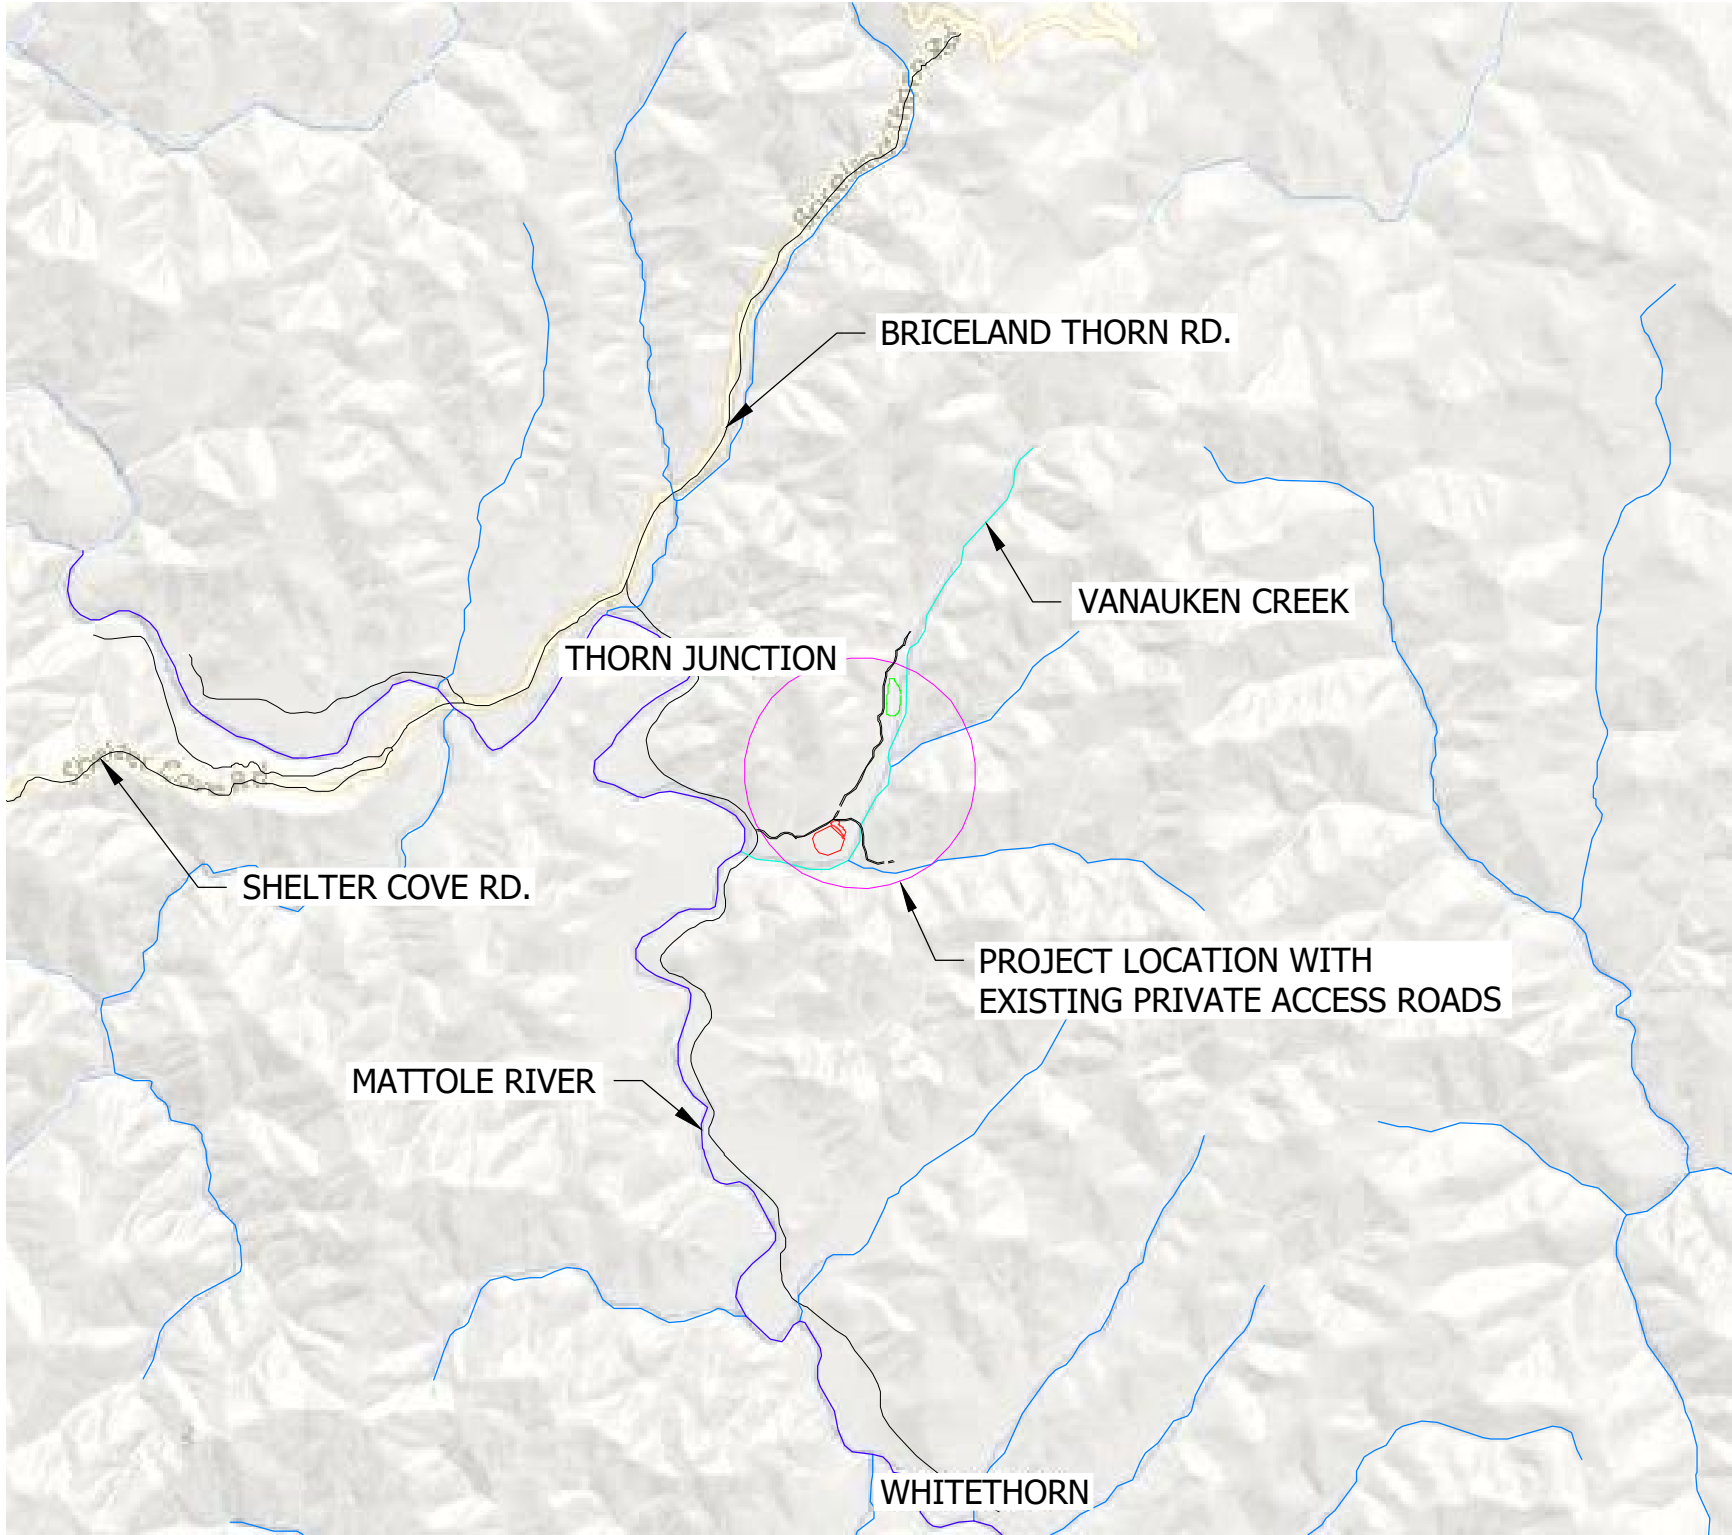 BRICELAND THORN RD.
VANAUKEN CREEK
THORN JUNCTION
SHELTER COVE RD.
PROJECT LOCATION WITH
EXISTING PRIVATE ACCESS ROADS
MATTOLE RIVER
WHITETHORN